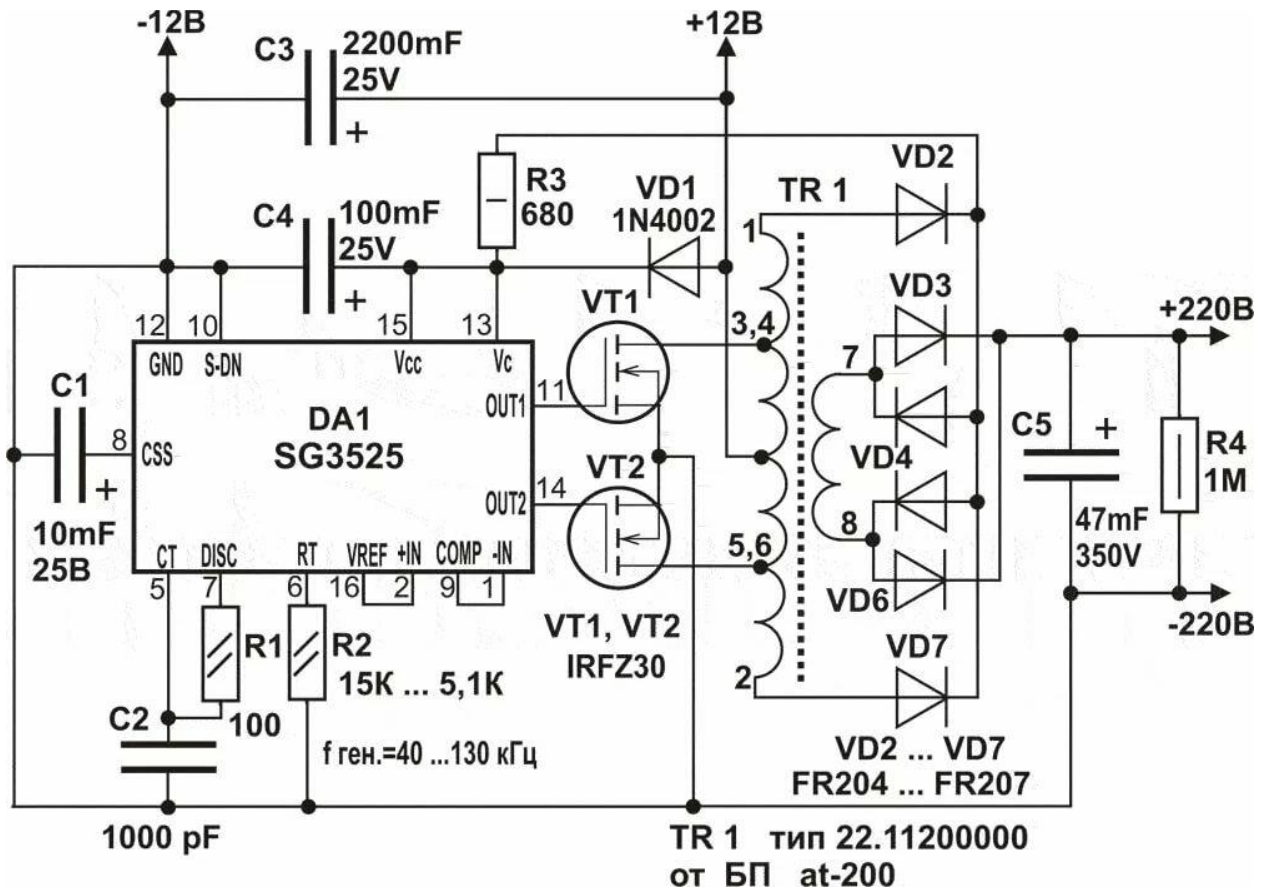 -12В
+12В
C3
2200mF
25V
+
R3
680
VD1
1N4002
TR 1
VD2
C4
100mF
25V
+
1
VD3
+220В
12
10
15
13
VT1
3,4
7
GND
S-DN
Vcc
Vc
C1
8
CSS
DA1
SG3525
OUT1
11
VD4
C5
+
R4
1M
+
10mF
25В
OUT2
14
VT2
8
47mF
350V
5,6
CT
DISC
RT
VREF
+IN
COMP
-IN
5
7
6
16
2
9
1
VD6
-220В
R1
100
R2
15К ... 5,1К
VT1, VT2
IRFZ30
2
VD7
C2
f ген.=40 ...130 кГц
VD2 ... VD7
FR204 ... FR207
1000 pF
TR 1 тип 22.11200000
от БП at-200